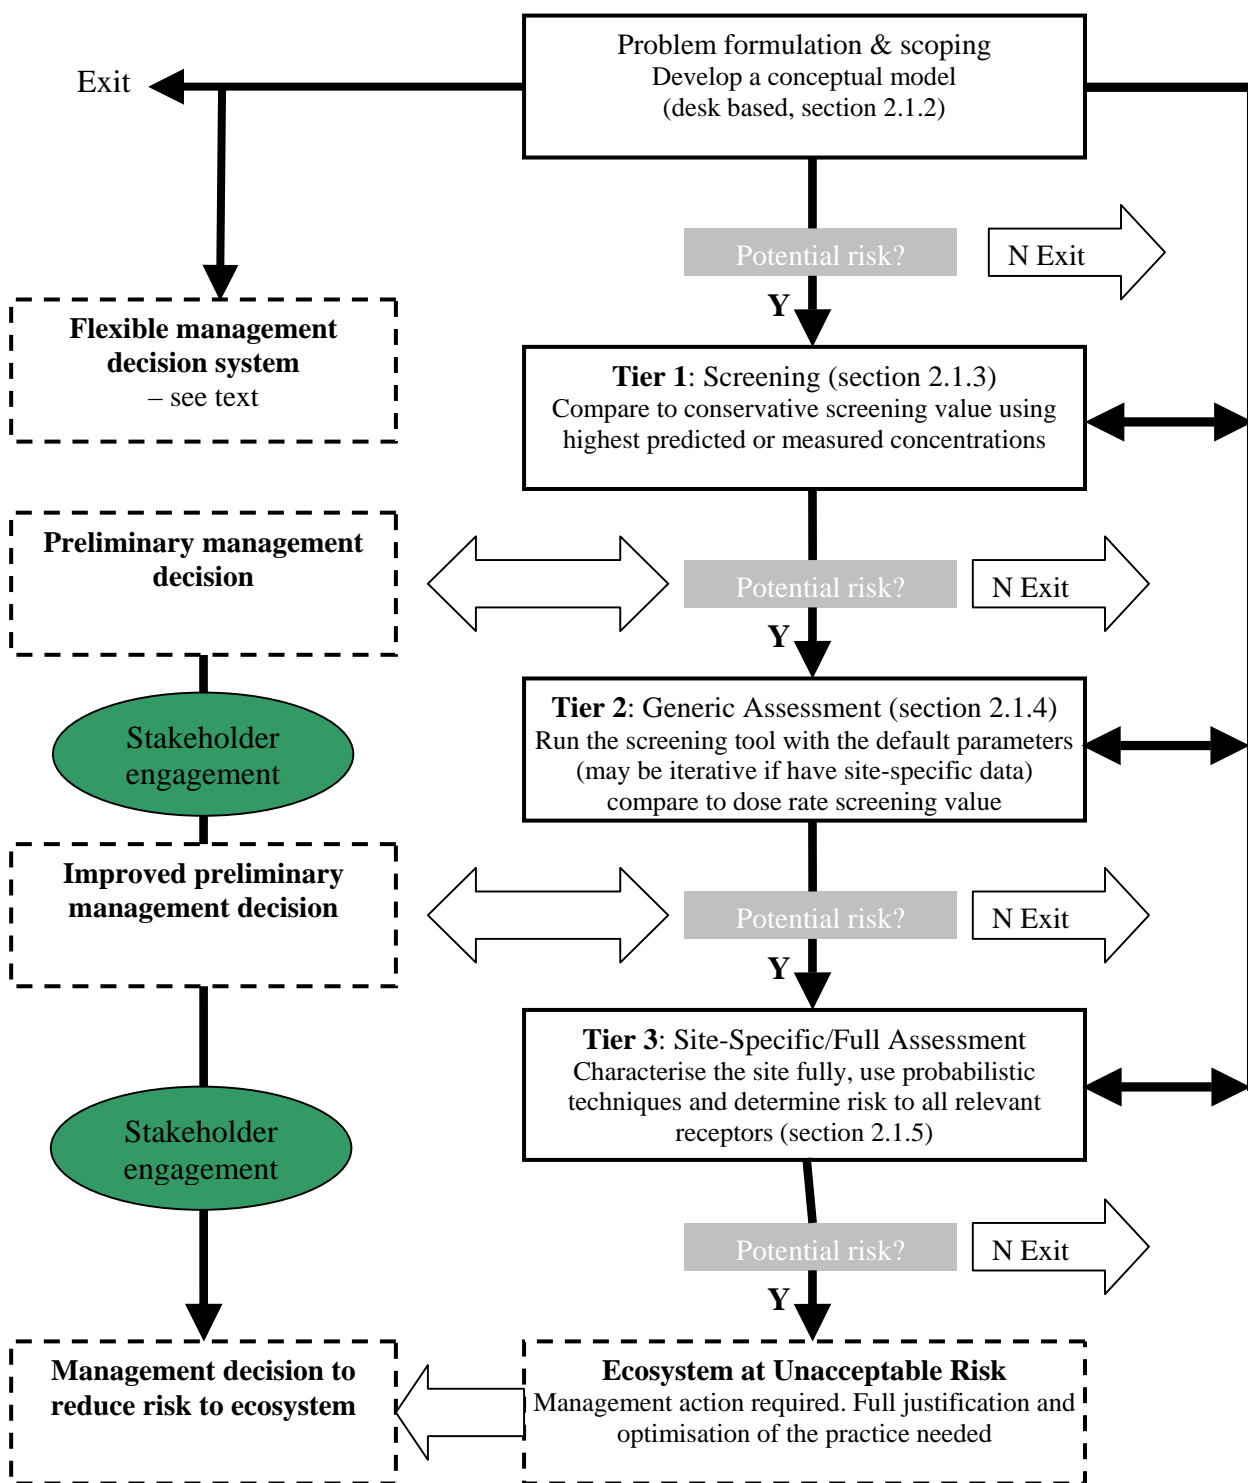 Problem formulation & scoping
Develop a conceptual model
(desk based, section 2.1.2)
Exit
Potential risk?
N Exit
Y
Flexible management
decision system
– see text
Tier 1: Screening (section 2.1.3)
Compare to conservative screening value using
highest predicted or measured concentrations
Preliminary management
decision
Potential risk?
N Exit
Y
Stakeholder
engagement
Tier 2: Generic Assessment (section 2.1.4)
Run the screening tool with the default parameters
(may be iterative if have site-specific data)
compare to dose rate screening value
Improved preliminary
management decision
Potential risk?
N Exit
Y
Tier 3: Site-Specific/Full Assessment
Characterise the site fully, use probabilistic
techniques and determine risk to all relevant
receptors (section 2.1.5)
Stakeholder
engagement
Potential risk?
N Exit
Y
Management decision to
reduce risk to ecosystem
Ecosystem at Unacceptable Risk
Management action required. Full justification and
optimisation of the practice needed